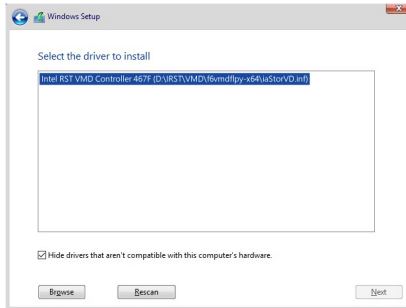 Windows Setup
Select the driver to install
Intel RST VMD Controller 467F (D:\IRST\VMD\f6vmdflpy-x64\iaStorVD.inf)
Hide drivers that aren't compatible with this computer's hardware.
Browse
Rescan
Next